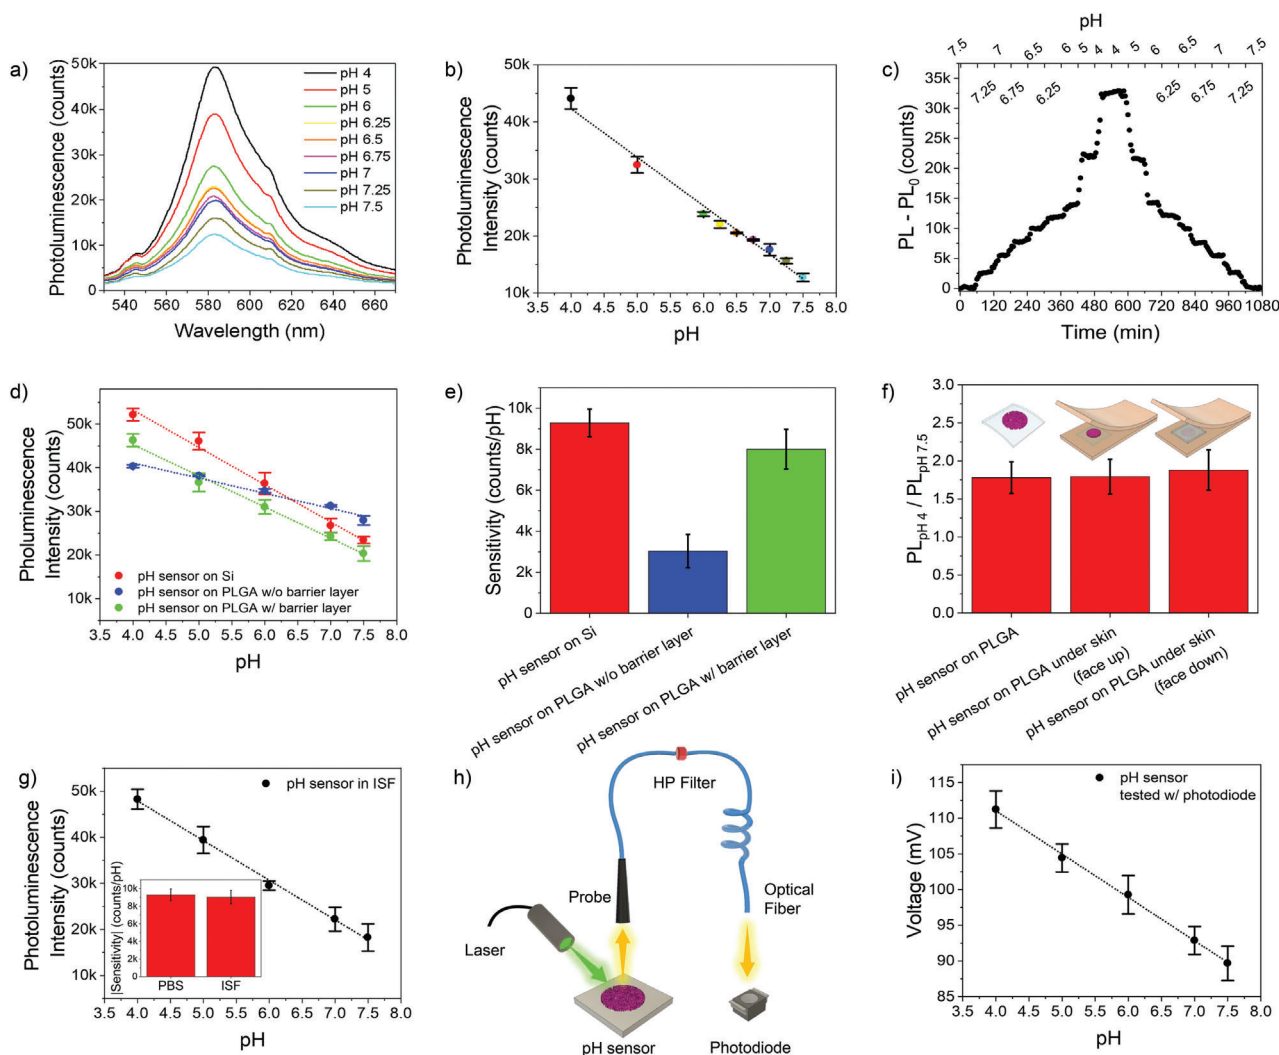 a)
Photoluminescence (counts)
50k
40k
30k
20k
10k
0
540 560 580 600 620 640 660
Wavelength (nm)
pH 4
pH 5
pH 6
pH 6.25
pH 6.5
pH 6.75
pH 7
pH 7.25
pH 7.5
b)
Photoluminescence
Intensity (counts)
50k
40k
30k
20k
10k
3.5 4.0 4.5 5.0 5.5 6.0 6.5 7.0 7.5 8.0
pH
c)
pH
7.5 7 6.5 6 5 4 4 5 6 6.5 7 7.5
7.25 6.75 6.25 6.25 6.75 7.25
PL - PL0 (counts)
35k
30k
25k
20k
15k
10k
5k
0
0 120 240 360 480 600 720 840 960 1080
Time (min)
d)
Pholuminescence
Intensity (counts)
50k
40k
30k
20k
10k
pH sensor on Si
pH sensor on PLGA w/o barrier layer
pH sensor on PLGA w/ barrier layer
3.5 4.0 4.5 5.0 5.5 6.0 6.5 7.0 7.5 8.0
pH
e)
Sensitivity (counts/pH)
10k
8k
6k
4k
2k
0
pH sensor on Si
pH sensor on PLGA w/o barrier layer
pH sensor on PLGA w/ barrier layer
f)
PLpH 4 / PLpH 7.5
3.0
2.5
2.0
1.5
1.0
0.5
0.0
pH sensor on PLGA
pH sensor on PLGA under skin
(face up)
pH sensor on PLGA under skin
(face down)
g)
Photoluminescence
Intensity (counts)
50k
40k
30k
20k
10k
pH sensor in ISF
|Sensitivity| (counts/pH)
10k
8k
6k
4k
2k
0
PBS ISF
3.5 4.0 4.5 5.0 5.5 6.0 6.5 7.0 7.5 8.0
pH
h)
HP Filter
Probe
Optical
Fiber
Laser
pH sensor
Photodiode
i)
Voltage (mV)
115
110
105
100
95
90
85
pH sensor
tested w/ photodiode
3.5 4.0 4.5 5.0 5.5 6.0 6.5 7.0 7.5 8.0
pH